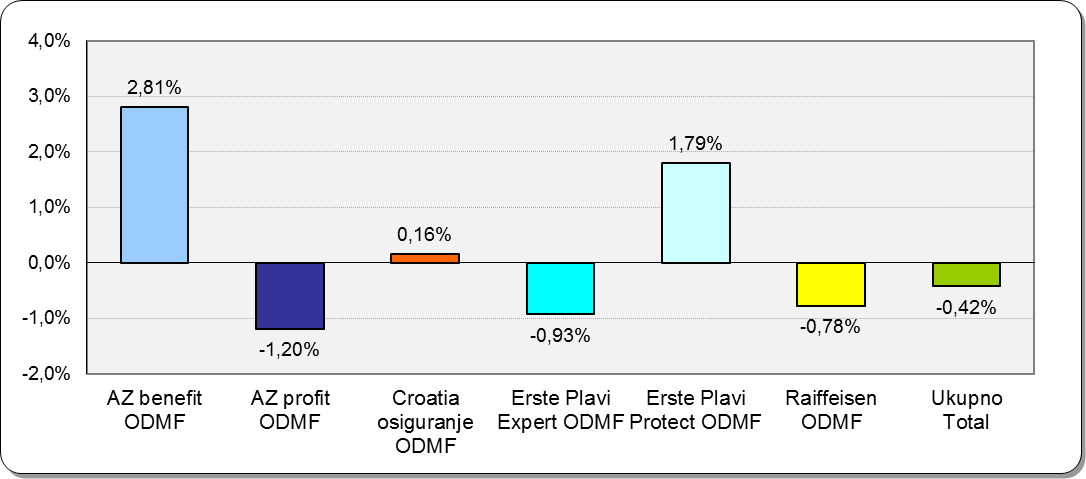 4,0%
3,0%
2,0%
1,0%
0,0%
-1,0%
-2,0%
2,81%
-1,20%
0,16%
-0,93%
1,79%
-0,78%
-0,42%
AZ benefit
ODMF
AZ profit
ODMF
Croatia
osiguranje
ODMF
Erste Plavi
Expert ODMF
Erste Plavi
Protect ODMF
Raiffeisen
ODMF
Ukupno
Total